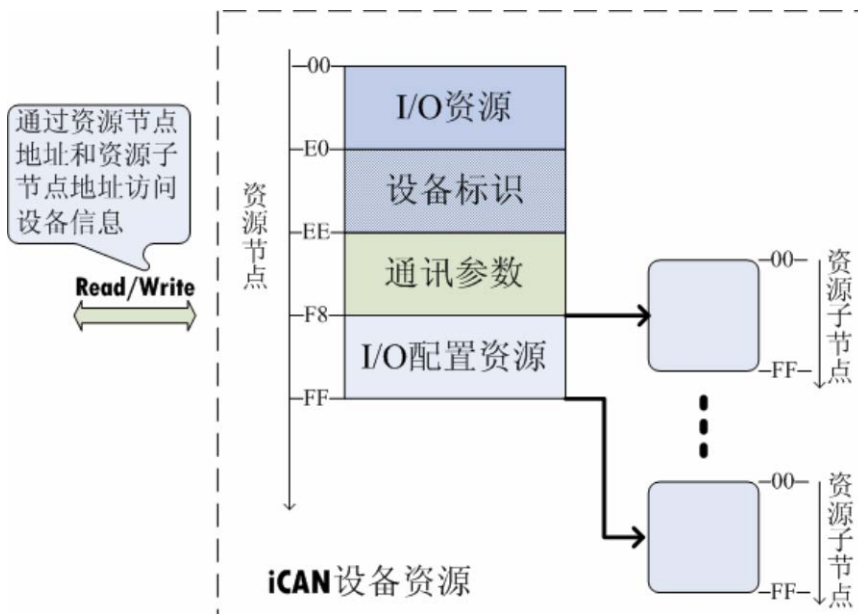 通过资源节点
地址和资源子
节点地址访问
设备信息
Read/Write
资源节点
00
I/O资源
E0
设备标识
EE
通讯参数
F8
I/O配置资源
FF
00
资源子节点
FF
00
资源子节点
FF
iCAN设备资源